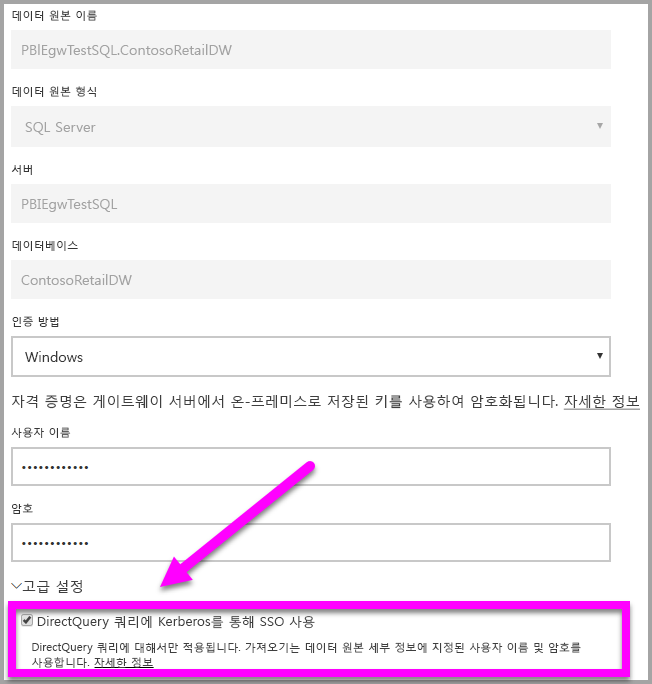 데이터 원본 이름
PBIEgwTestSQL.ContosoRetailDW
데이터 원본 형식
SQL Server
서버
PBIEgwTestSQL
데이터베이스
ContosoRetailDW
인증 방법
Windows
자격 증명은 게이트웨이 서버에서 온-프레미스로 저장된 키를 사용하여 암호화됩니다. 자세한 정보
사용자 이름
••••••••••••
암호
••••••••••••
고급 설정
DirectQuery 쿼리에 Kerberos를 통해 SSO 사용
DirectQuery 쿼리에 대해서만 적용됩니다. 가져오기는 데이터 원본 세부 정보에 지정된 사용자 이름 및 암호를
사용합니다. 자세한 정보